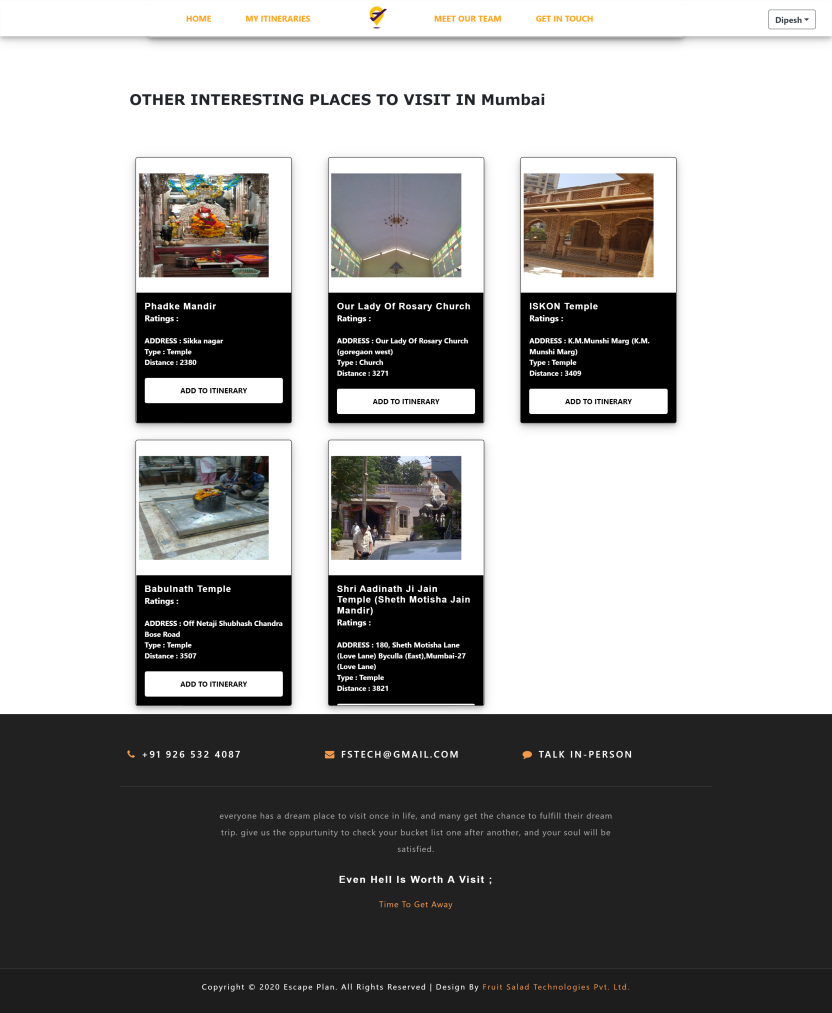 HOME MY ITINERARIES MEET OUR TEAM GET IN TOUCH Dipesh
OTHER INTERESTING PLACES TO VISIT IN Mumbai
Phadke Mandir
Ratings :
ADDRESS : Sikka nagar
Type : Temple
Distance : 2380
ADD TO ITINERARY
Our Lady Of Rosary Church
Ratings :
ADDRESS : Our Lady Of Rosary Church
(goregaon west)
Type : Church
Distance : 3271
ADD TO ITINERARY
ISKON Temple
Ratings :
ADDRESS : K.M.Munshi Marg (K.M.
Munshi Marg)
Type : Temple
Distance : 3409
ADD TO ITINERARY
Babulnath Temple
Ratings :
ADDRESS : Off Netaji Shubhash Chandra
Bose Road
Type : Temple
Distance : 3507
ADD TO ITINERARY
Shri Aadinath Ji Jain
Temple (Sheth Motisha Jain
Mandir)
Ratings :
ADDRESS : 180, Sheth Motisha Lane
(Love Lane) Byculla (East),Mumbai-27
(Love Lane)
Type : Temple
Distance : 3821
+91 926 532 4087 FSTECH@GMAIL.COM TALK IN-PERSON
everyone has a dream place to visit once in life, and many get the chance to fulfill their dream
trip. give us the oppurtunity to check your bucket list one after another, and your soul will be
satisfied.
Even Hell Is Worth A Visit ;
Time To Get Away
Copyright © 2020 Escape Plan. All Rights Reserved | Design By Fruit Salad Technologies Pvt. Ltd.